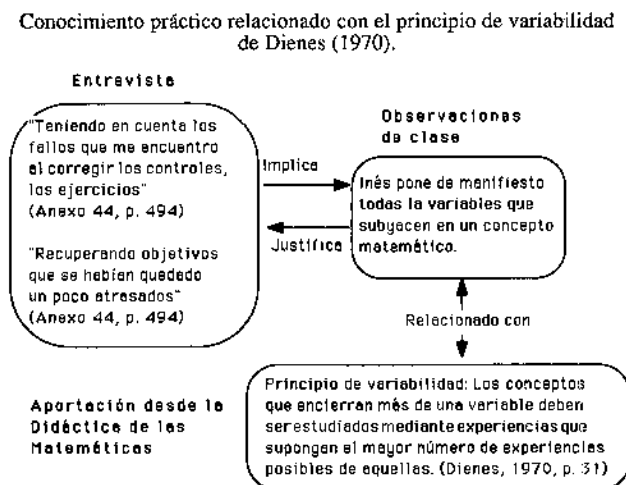 Conocimiento práctico relacionado con el principio de variabilidad
de Dienes (1970).
Entrevista
"Teniendo en cuenta los
fallos que me encuentro
al corregir los controles,
los ejercicios"
(Anexo 44, p. 494)
"Recuperando objetivos
que se habían quedado
un poco atrasados"
(Anexo 44, p. 494)
Implica
Justifica
Observaciones
de clase
Inés pone de manifiesto
todas la variables que
subyacen en un concepto
matemático.
Relacionado con
Aportación desde la
Didáctica de las
Matemáticas
Principio de variabilidad: Los conceptos
que encierran más de una variable deben
ser estudiados mediante experiencias que
supongan el mayor número de experiencias
posibles de aquellas. (Dienes, 1970, p. 31)